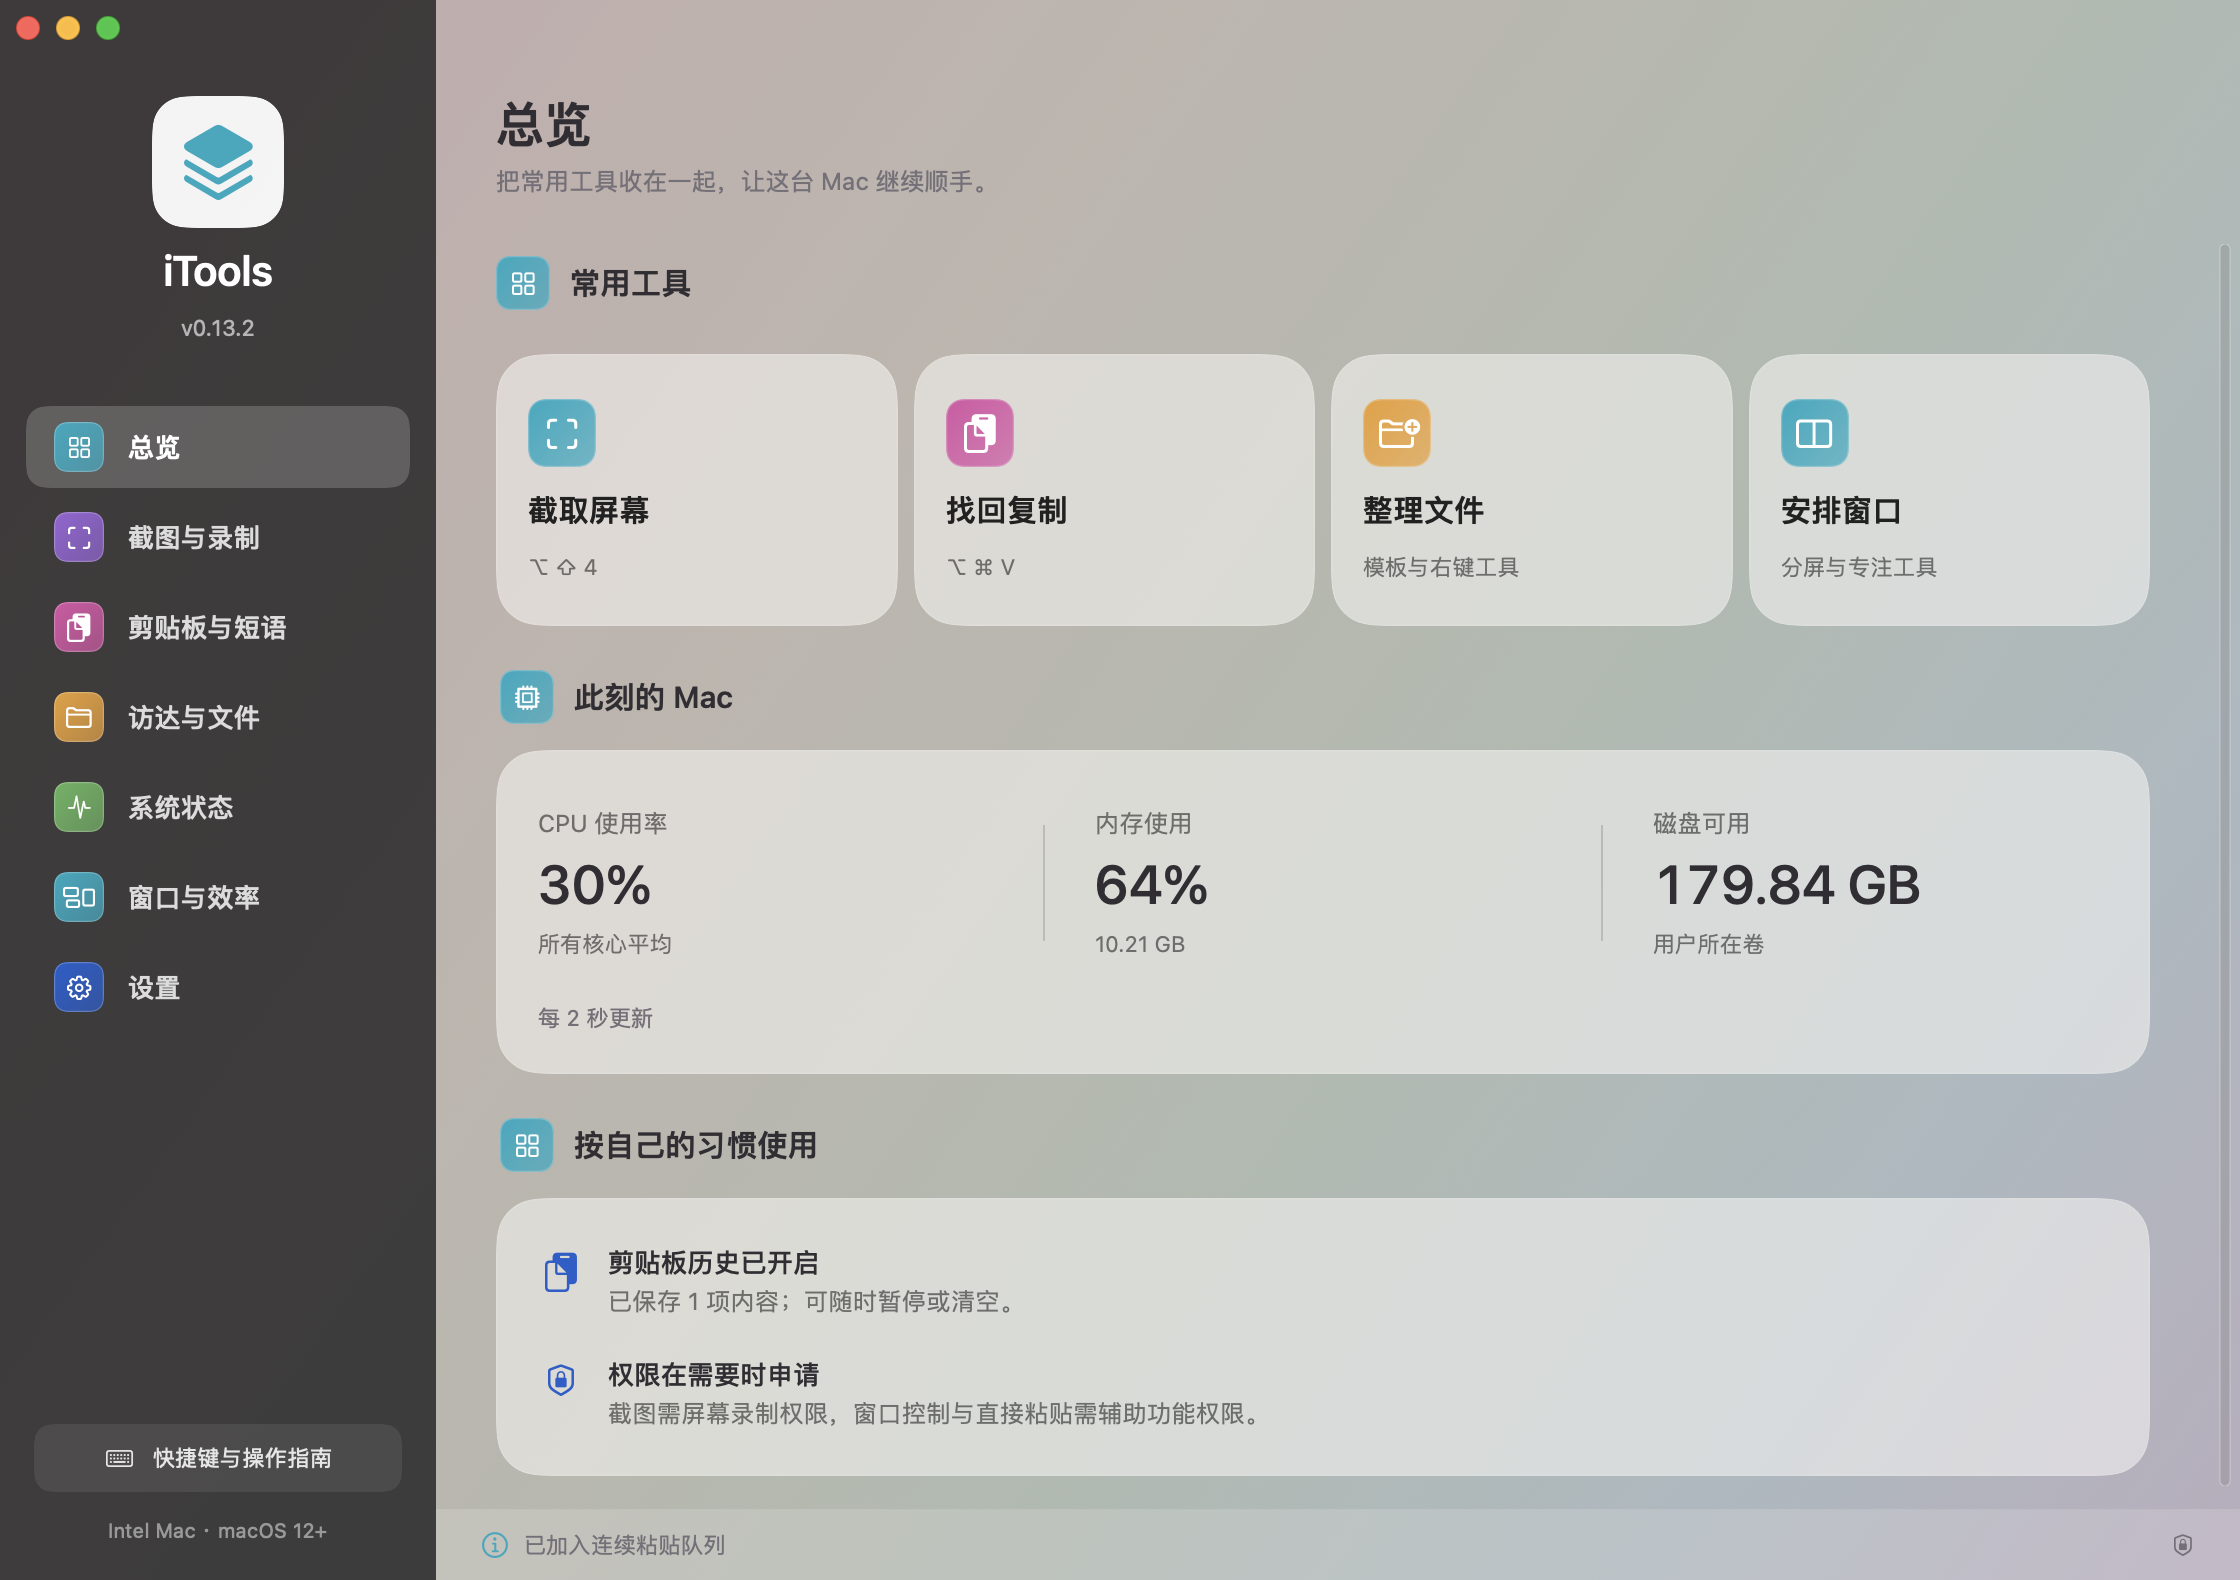 iTools
v0.13.2
总览
截图与录制
剪贴板与短语
访达与文件
系统状态
窗口与效率
设置
快捷键与操作指南
Intel Mac · macOS 12+
总览
把常用工具收在一起，让这台 Mac 继续顺手。
常用工具
截取屏幕
⌥ ⇧ 4
找回复制
⌥ ⌘ V
整理文件
模板与右键工具
安排窗口
分屏与专注工具
此刻的 Mac
CPU 使用率
30%
所有核心平均
内存使用
64%
10.21 GB
磁盘可用
179.84 GB
用户所在卷
每 2 秒更新
按自己的习惯使用
剪贴板历史已开启
已保存 1 项内容；可随时暂停或清空。
权限在需要时申请
截图需屏幕录制权限，窗口控制与直接粘贴需辅助功能权限。
已加入连续粘贴队列